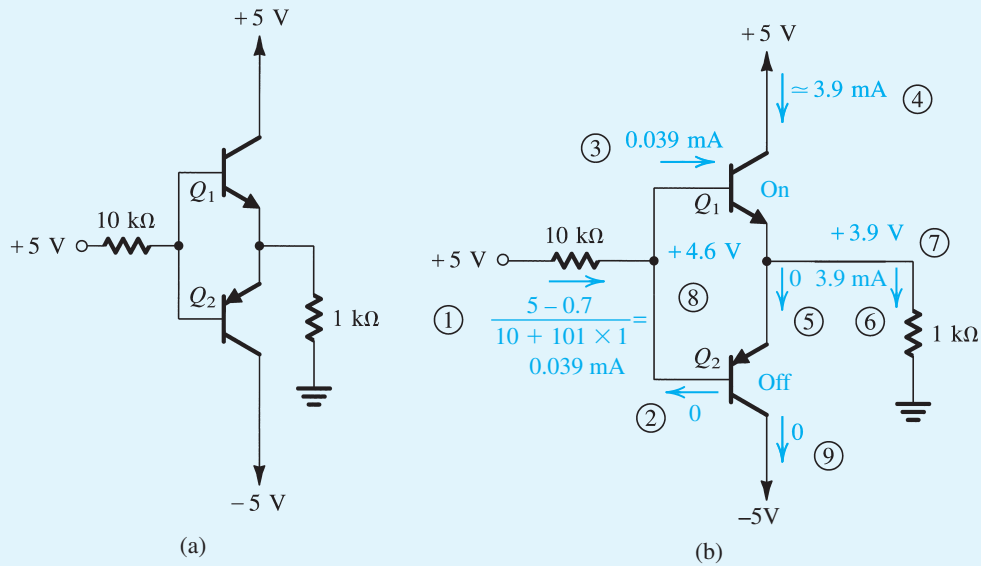 +5 V
Q1
10 kΩ
+5 V
Q2
1 kΩ
−5 V
(a)
+5 V
≃ 3.9 mA ④
③ 0.039 mA
On
Q1
10 kΩ
+4.6 V
+3.9 V ⑦
+5 V
⑧
0 3.9 mA
① 5 – 0.7
10 + 101 × 1 =
0.039 mA
⑤ ⑥
1 kΩ
Q2
Off
② 0
0
⑨
–5V
(b)